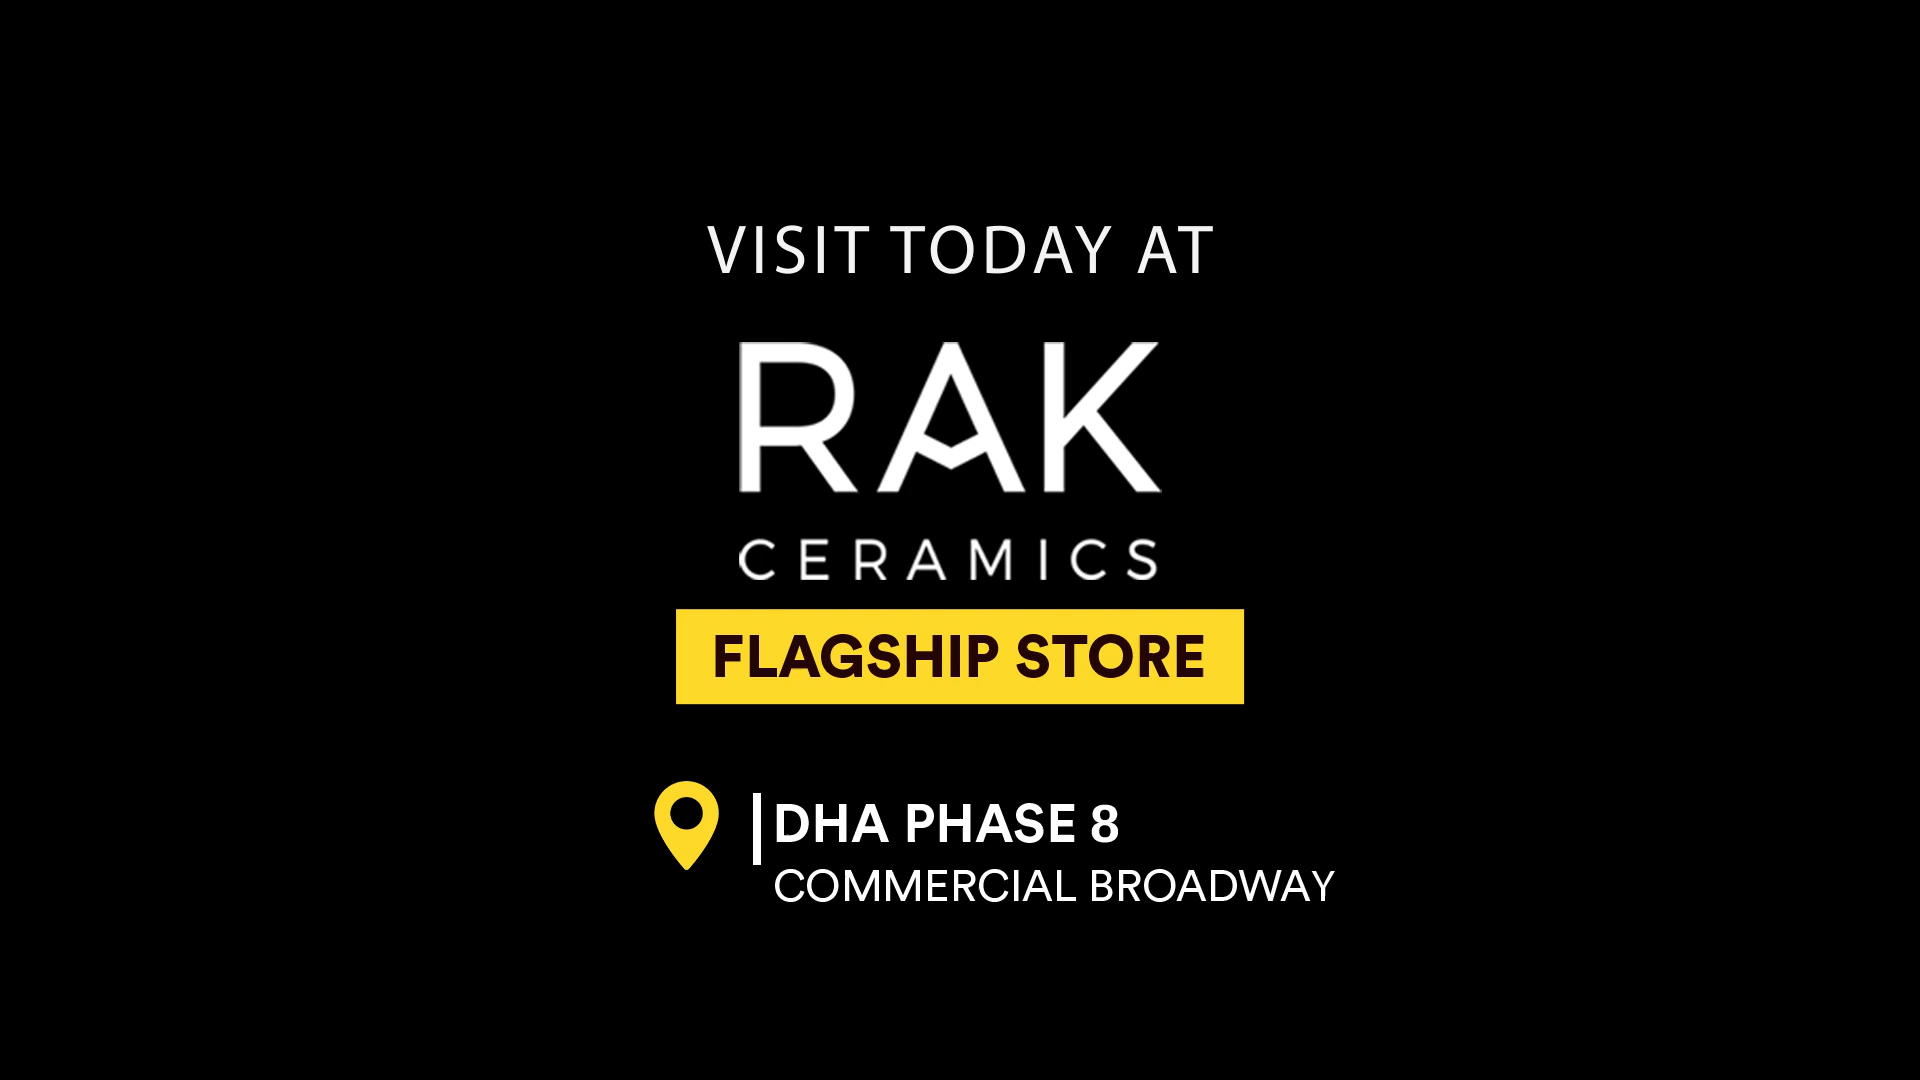 VISIT TODAY AT
RAK
CERAMICS
FLAGSHIP STORE
DHA PHASE 8
COMMERCIAL BROADWAY